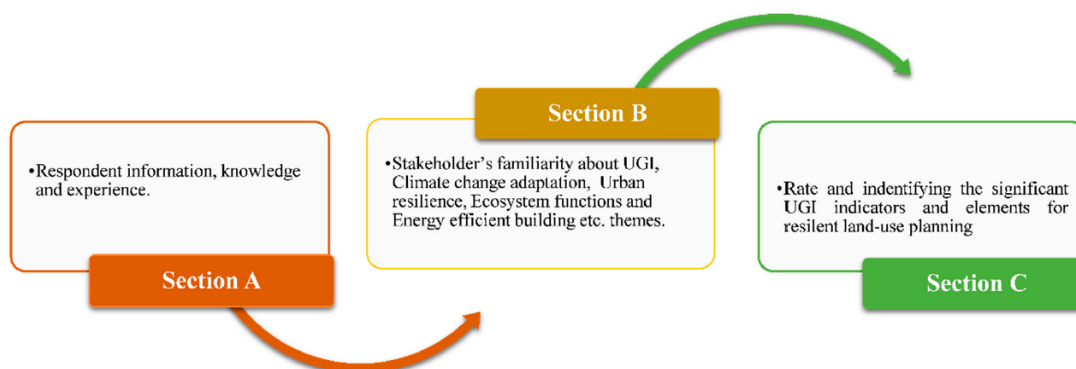 •Respondent information, knowledge
and experience.
Section A
Section B
•Stakeholder's familiarity about UGI,
Climate change adaptation, Urban
resilience, Ecosystem functions and
Energy efficient building etc. themes.
•Rate and indentifying the significant
UGI indicators and elements for
resilent land-use planning
Section C